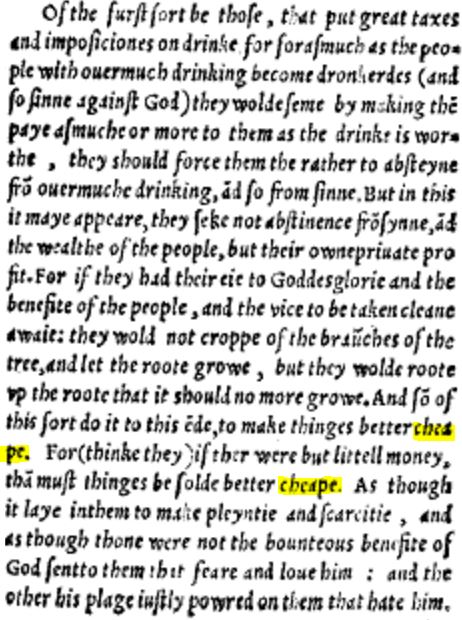 Of the furſt ſort be thoſe, that put great taxes
and impoſiciones on drinke for foraſmuch as the peo-
ple with ouermuch drinking become dronkerdes (and
ſo ſinne againſt God) they wolde ſeme by making thē
paye aſmuche or more to them as the drinke is wor-
the, they should force them the rather to abſteyne
frō ouermuche drinking, ād ſo from ſinne. But in this
it maye appeare, they ſeke not abſtinence frō ſynne, ād
the wealthe of the people, but their owne priuate pro
fit. For if they had their eie to Goddes glorie and the
benefite of the people, and the vice to be taken cleane
awaie: they wold not croppe of the braūches of the
tree, and let the roote growe, but they wolde roote
vp the roote that it should no more growe. And ſō of
this ſort do it to this ēde, to make thinges better chea
pe. For (thinke they) if ther were but littell money,
thā muſt thinges be ſolde better cheape. As though
it laye in them to make pleyntie and ſcarcitie, and
as though thone were not the bounteous benefite of
God ſent to them that feare and loue him: and the
other his plage iuſtly powred on them that hate him.